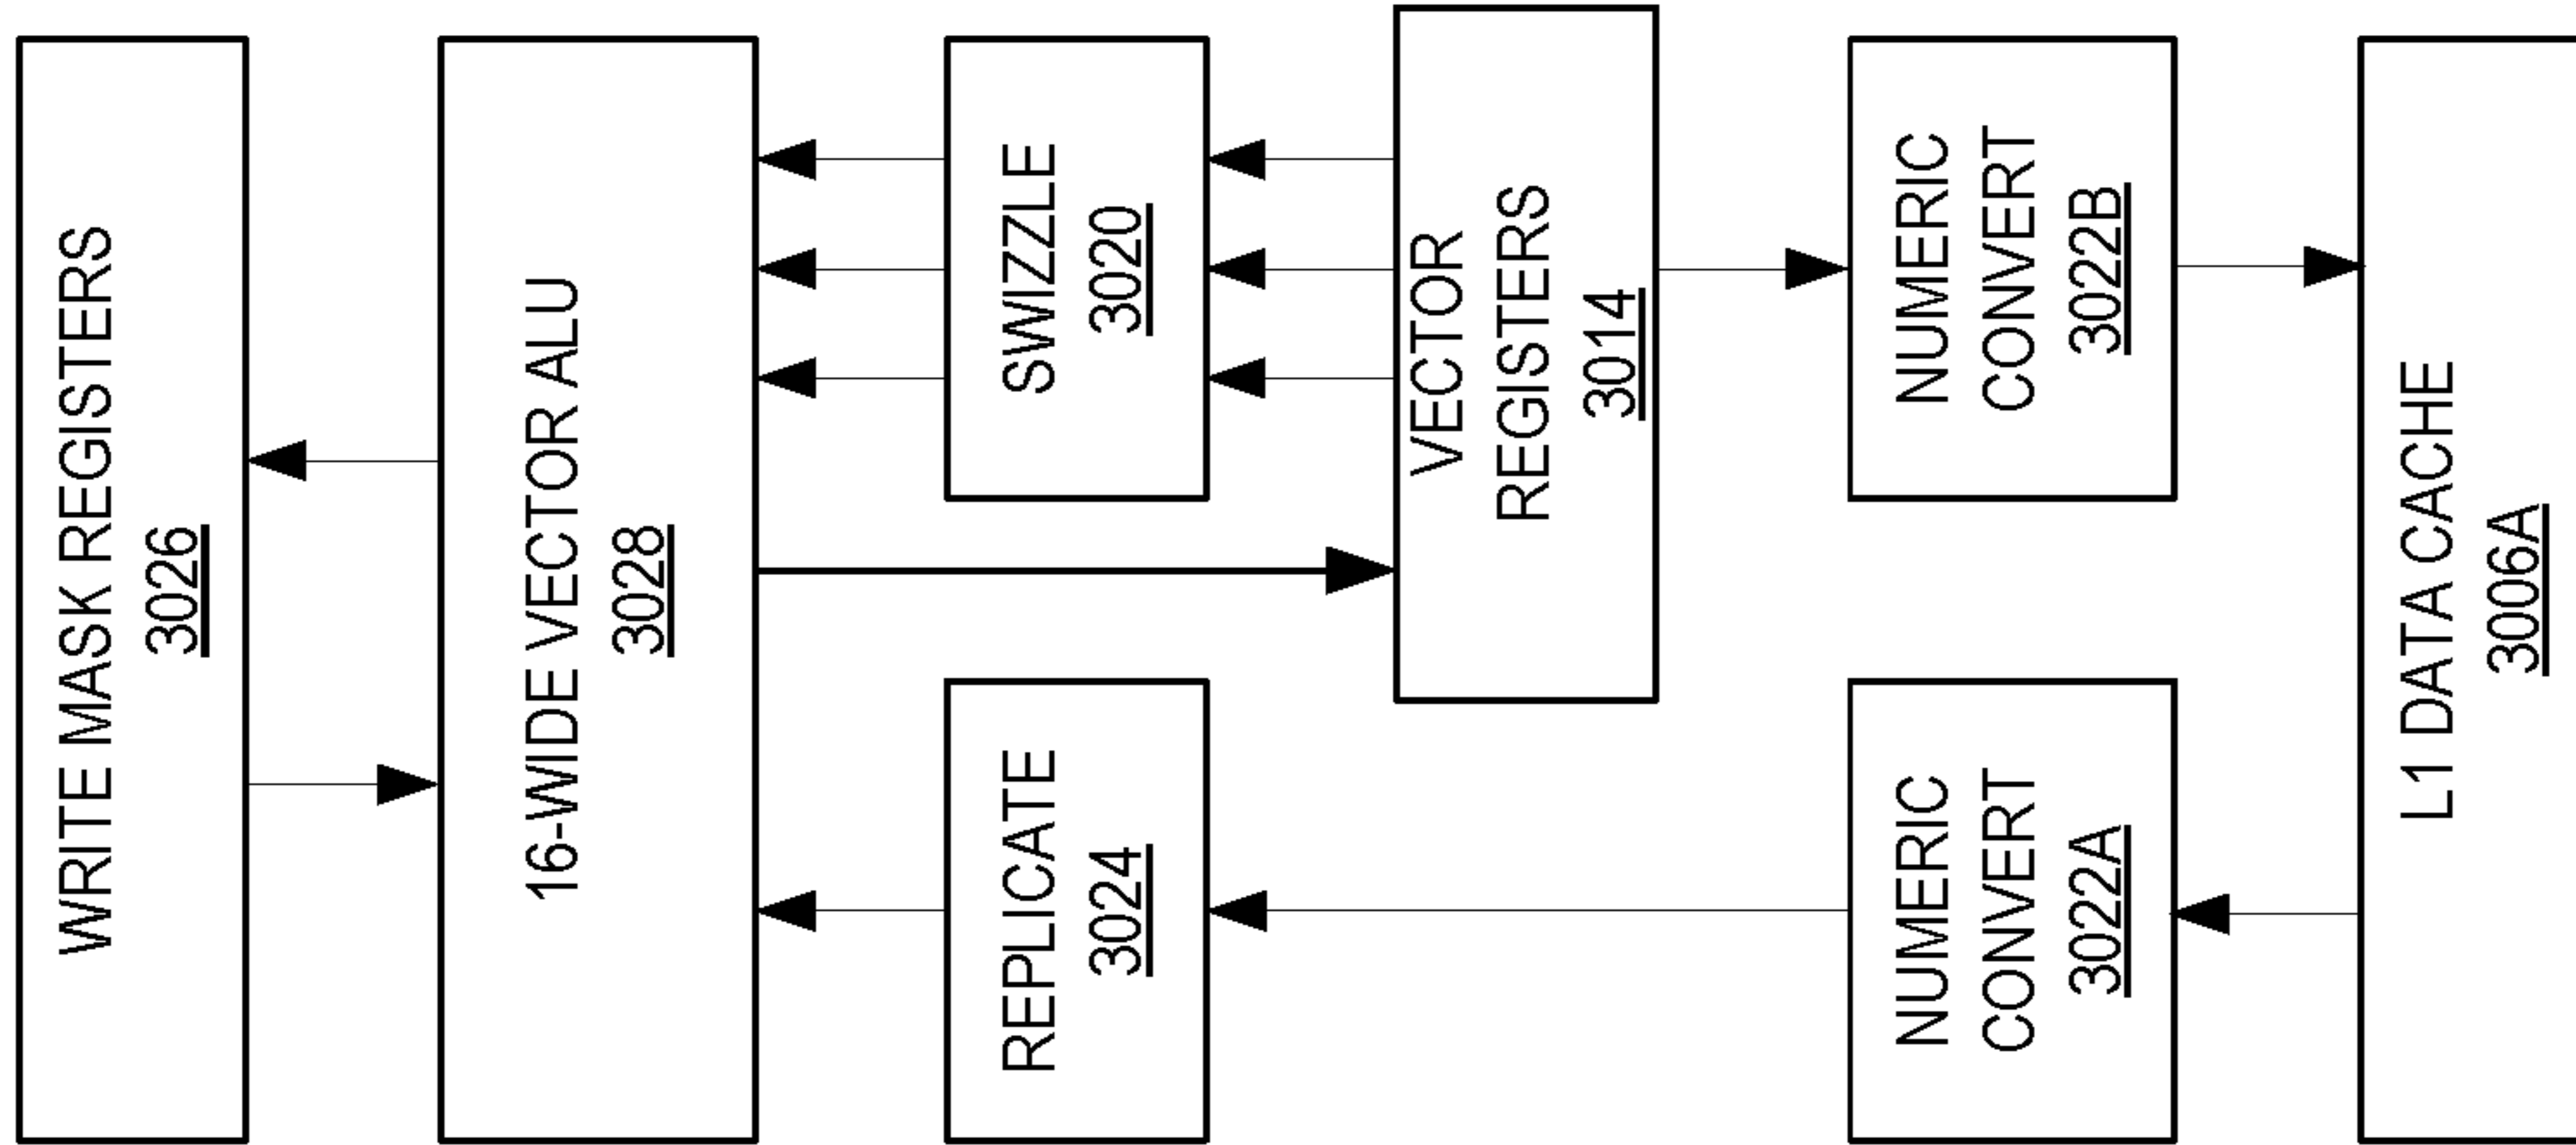 WRITE MASK REGISTERS
3026
16-WIDE VECTOR ALU
3028
REPLICATE
3024
SWIZZLE
3020
VECTOR
REGISTERS
3014
NUMERIC
CONVERT
3022A
NUMERIC
CONVERT
3022B
L1 DATA CACHE
3006A